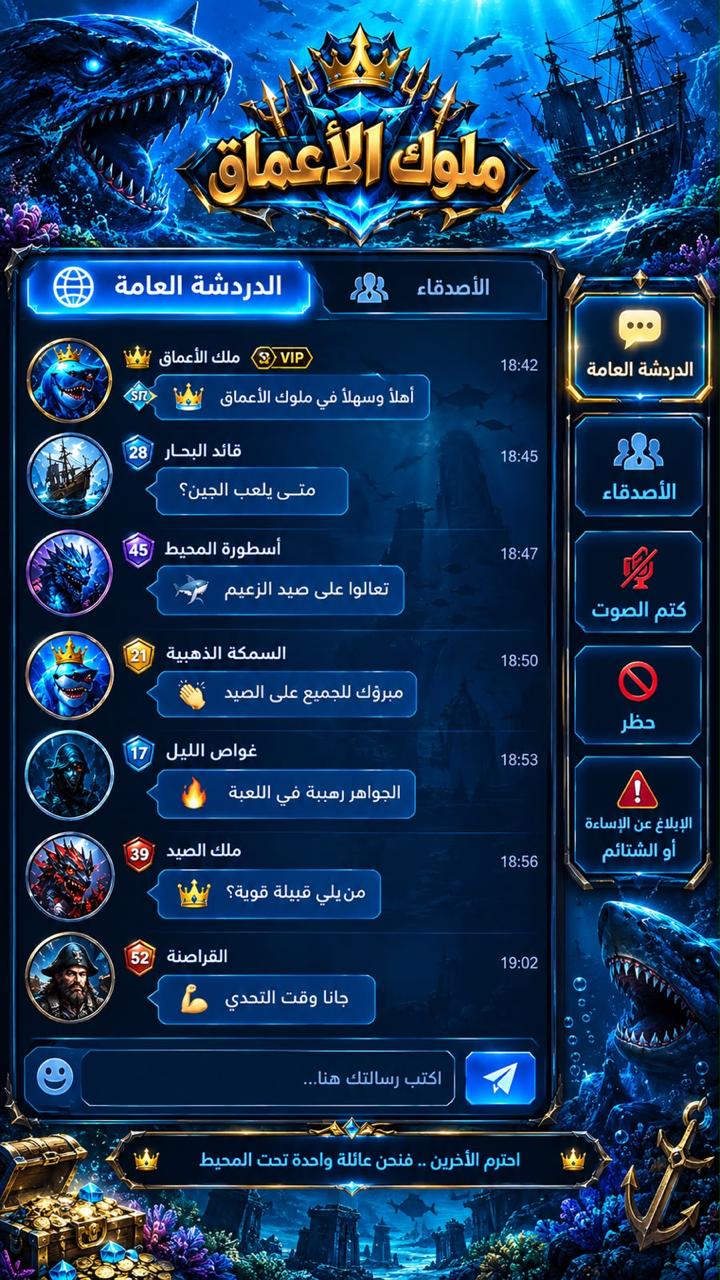 ملوك الأعماق
الدردشة العامة
الأصدقاء
ملك الأعماق VIP
18:42
أهلاً وسهلاً في ملوك الأعماق
28 قائد البحار
18:45
متى يلعب الجين؟
45 أسطورة المحيط
18:47
تعالوا على صيد الزعيم
21 السمكة الذهبية
18:50
مبروك للجميع على الصيد
17 غواص الليل
18:53
الجواهر رهيبة في اللعبة
39 ملك الصيد
18:56
من يلي قبيلة قوية؟
52 القراصنة
19:02
جانا وقت التحدي
اكتب رسالتك هنا...
الدردشة العامة
الأصدقاء
كتم الصوت
حظر
الإبلاغ عن الإساءة
أو الشتائم
احترم الأخرين .. فنحن عائلة واحدة تحت المحيط